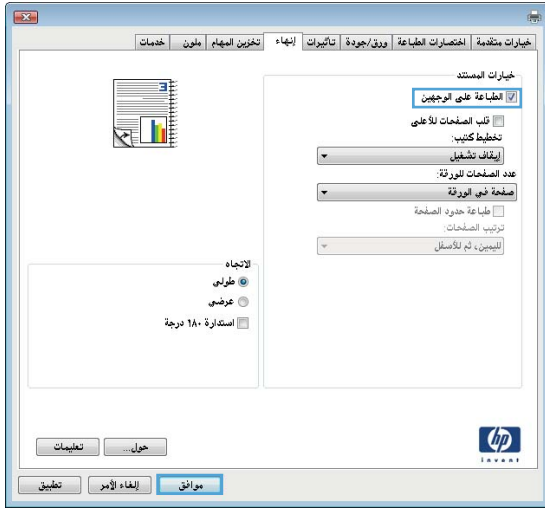 خيارات متقدمة اختصارات الطباعة ورق/جودة تأثيرات إنهاء تخزين المهام ملون خدمات
خيارات المستند
الطباعة على الوجهين
قلب الصفحات للأعلى
تخطيط كتيب:
إيقاف تشغيل
عدد الصفحات للورقة:
صفحة في الورقة
طباعة حدود الصفحة
ترتيب الصفحات:
لليمين، ثم للأسفل
الاتجاه
طولي
عرضي
استدارة ١٨٠ درجة
hp
invent
حول... تعليمات
موافق إلغاء الأمر تطبيق